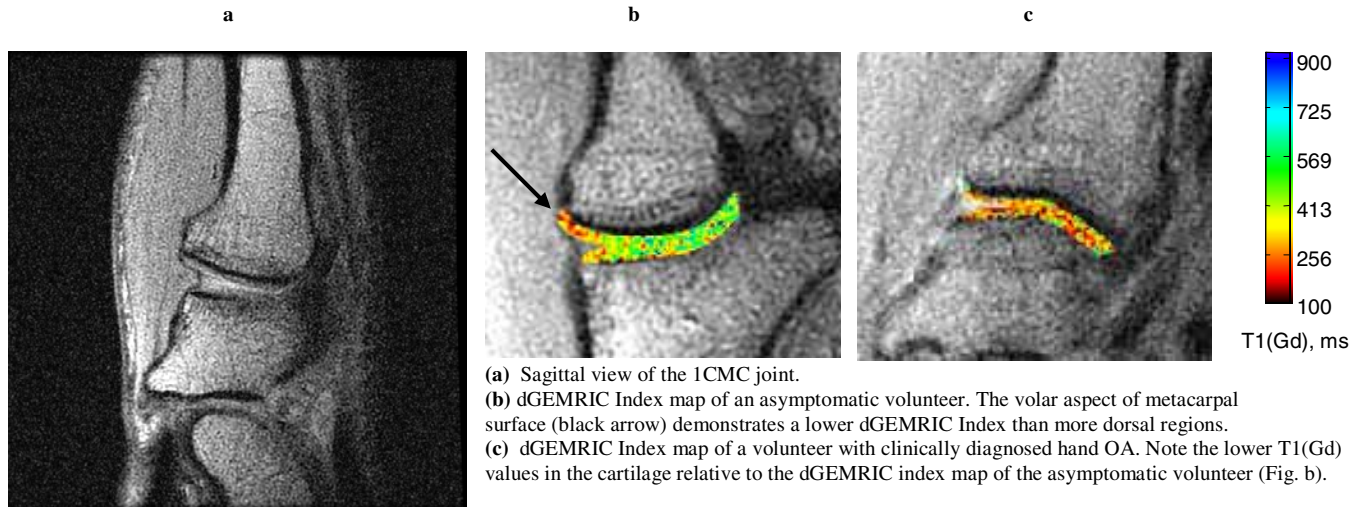 a
b
c
900
725
569
413
256
100
T1(Gd), ms
(a) Sagittal view of the 1CMC joint.
(b) dGEMRIC Index map of an asymptomatic volunteer. The volar aspect of metacarpal
surface (black arrow) demonstrates a lower dGEMRIC Index than more dorsal regions.
(c) dGEMRIC Index map of a volunteer with clinically diagnosed hand OA. Note the lower T1(Gd)
values in the cartilage relative to the dGEMRIC index map of the asymptomatic volunteer (Fig. b).